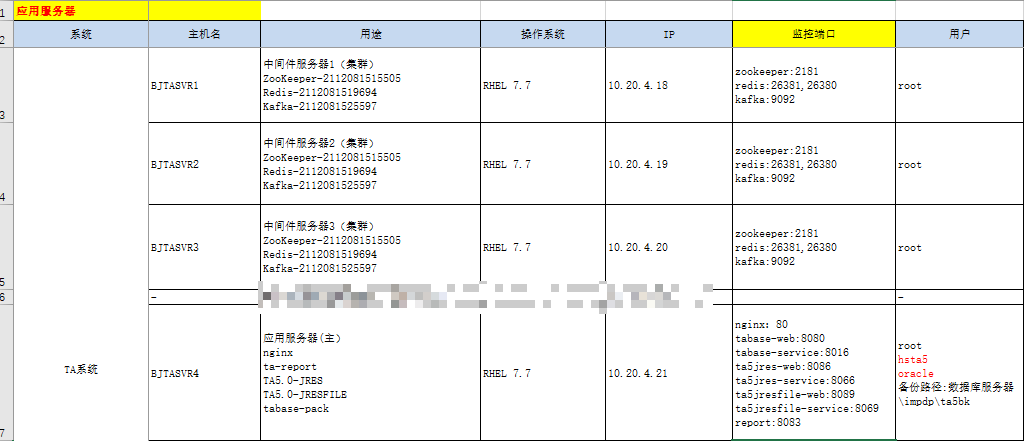 1 应用服务器
2 系统 主机名 用途 操作系统 IP 监控端口 用户
中间件服务器1（集群）
ZooKeeper-2112081515505
Redis-2112081519694
Kafka-2112081525597
3 BJTASVR1 RHEL 7.7 10.20.4.18
zookeeper:2181
redis:26381,26380
kafka:9092
root
中间件服务器2（集群）
ZooKeeper-2112081515505
Redis-2112081519694
Kafka-2112081525597
4 BJTASVR2 RHEL 7.7 10.20.4.19
zookeeper:2181
redis:26381,26380
kafka:9092
root
中间件服务器3（集群）
ZooKeeper-2112081515505
Redis-2112081519694
Kafka-2112081525597
5 BJTASVR3 RHEL 7.7 10.20.4.20
zookeeper:2181
redis:26381,26380
kafka:9092
root
6 - -
7 TA系统 BJTASVR4
应用服务器(主)
nginx
ta-report
TA5.0-JRES
TA5.0-JRESFILE
tabase-pack
RHEL 7.7 10.20.4.21
nginx: 80
tabase-web:8080
tabase-service:8016
ta5jres-web:8086
ta5jres-service:8066
ta5jresfile-web:8089
ta5jresfile-service:8069
report:8083
root
hsta5
oracle
备份路径:数据库服务器
\impdp\ta5bk